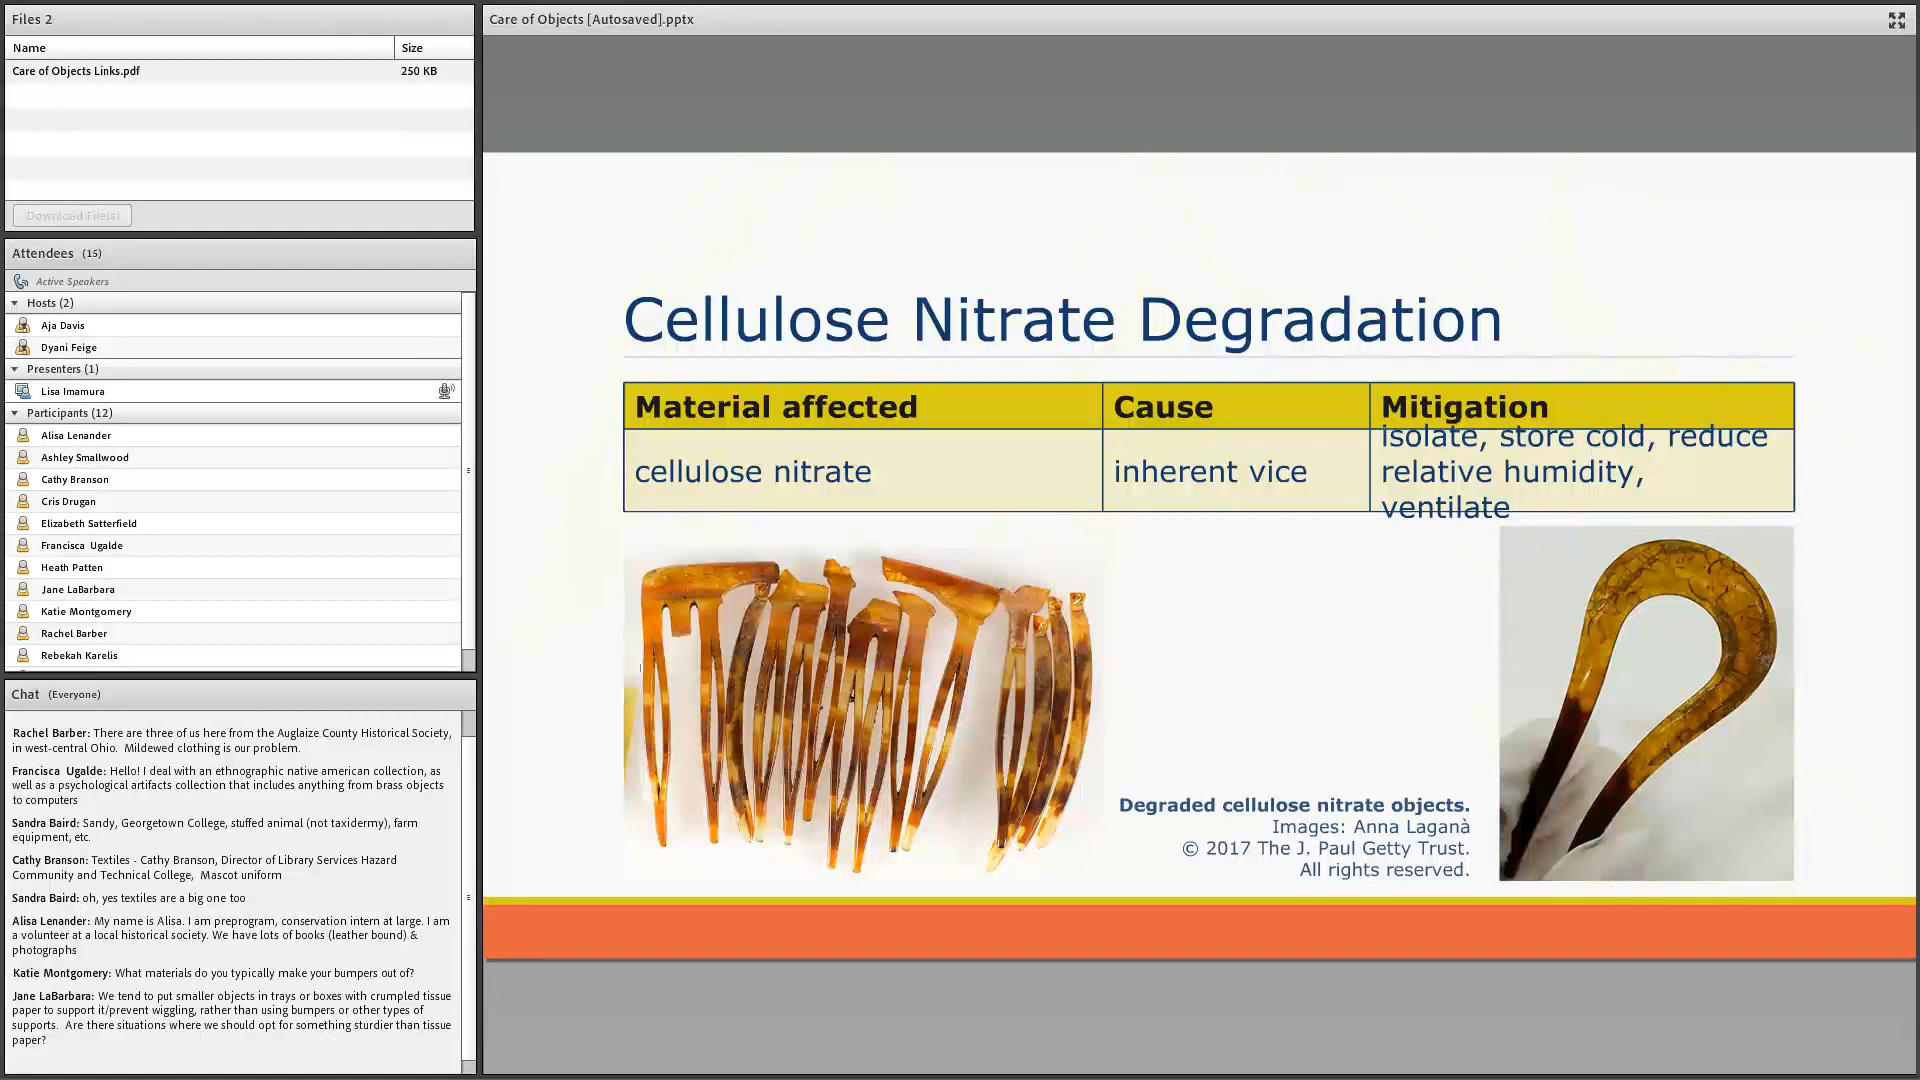 Files 2
Name
Size
Care of Objects Links.pdf
250 KB
Download File(s)
Attendees (15)
Active Speakers
Hosts (2)
Aja Davis
Dyani Feige
Presenters (1)
Lisa Imamura
Participants (12)
Alisa Lenander
Ashley Smallwood
Cathy Branson
Cris Drugan
Elizabeth Satterfield
Francisca Ugalde
Heath Patten
Jane LaBarbara
Katie Montgomery
Rachel Barber
Rebekah Karelis
Chat (Everyone)
Rachel Barber: There are three of us here from the Auglaize County Historical Society,
in west-central Ohio. Mildewed clothing is our problem.
Francisca Ugalde: Hello! I deal with an ethnographic native american collection, as
well as a psychological artifacts collection that includes anything from brass objects
to computers
Sandra Baird: Sandy, Georgetown College, stuffed animal (not taxidermy), farm
equipment, etc.
Cathy Branson: Textiles - Cathy Branson, Director of Library Services Hazard
Community and Technical College, Mascot uniform
Sandra Baird: oh, yes textiles are a big one too
Alisa Lenander: My name is Alisa. I am preprogram, conservation intern at large. I am
a volunteer at a local historical society. We have lots of books (leather bound) &
photographs
Katie Montgomery: What materials do you typically make your bumpers out of?
Jane LaBarbara: We tend to put smaller objects in trays or boxes with crumpled tissue
paper to support it/prevent wiggling, rather than using bumpers or other types of
supports. Are there situations where we should opt for something sturdier than tissue
paper?
Care of Objects [Autosaved].pptx
Cellulose Nitrate Degradation
Material affected
Cause
Mitigation
cellulose nitrate
inherent vice
isolate, store cold, reduce
relative humidity,
ventilate
Degraded cellulose nitrate objects.
Images: Anna Laganà
© 2017 The J. Paul Getty Trust.
All rights reserved.